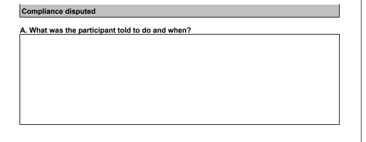 Compliance disputed
A. What was the participant told to do and when?